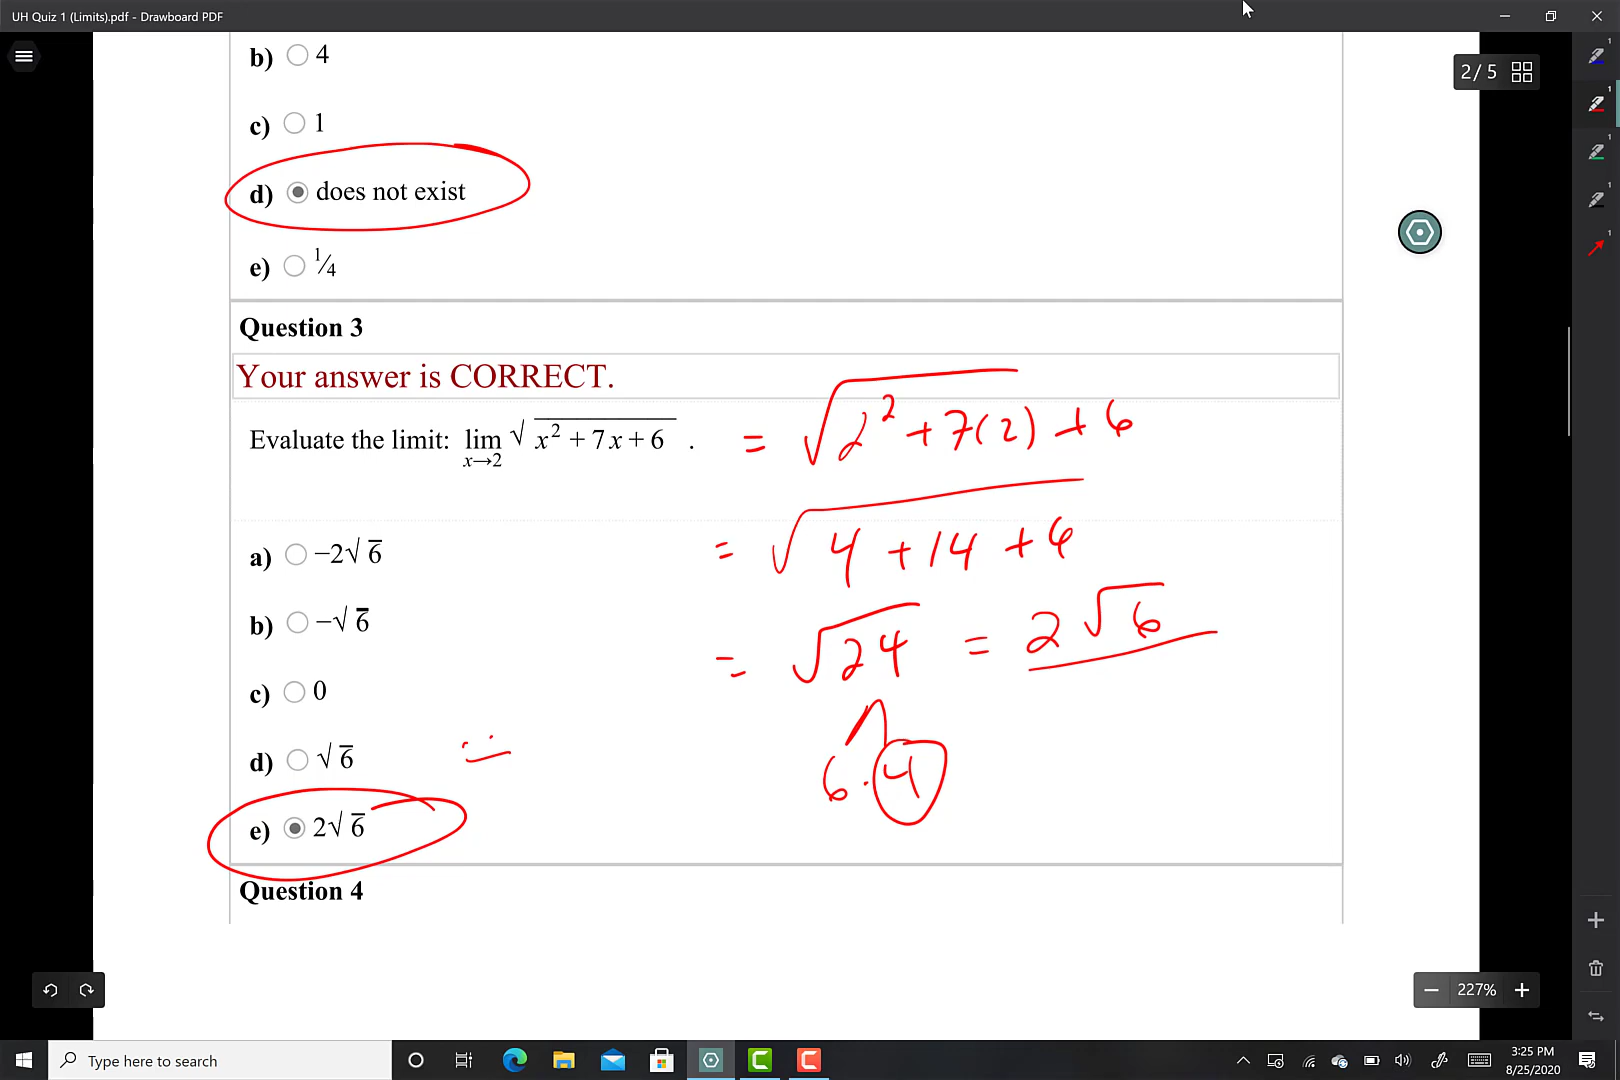 UH Quiz 1 (Limits).pdf - Drawboard PDF
2 / 5
b) 4
c) 1
d) does not exist
e) 1/4
Question 3
Your answer is CORRECT.
Evaluate the limit: lim x→2 √ x² + 7x + 6 .
= √2² + 7(2) + 6
= √4 + 14 + 6
= √24 = 2√6
6 · 4
a) −2√6
b) −√6
c) 0
d) √6
e) 2√6
Question 4
227%
Type here to search
3:25 PM
8/25/2020